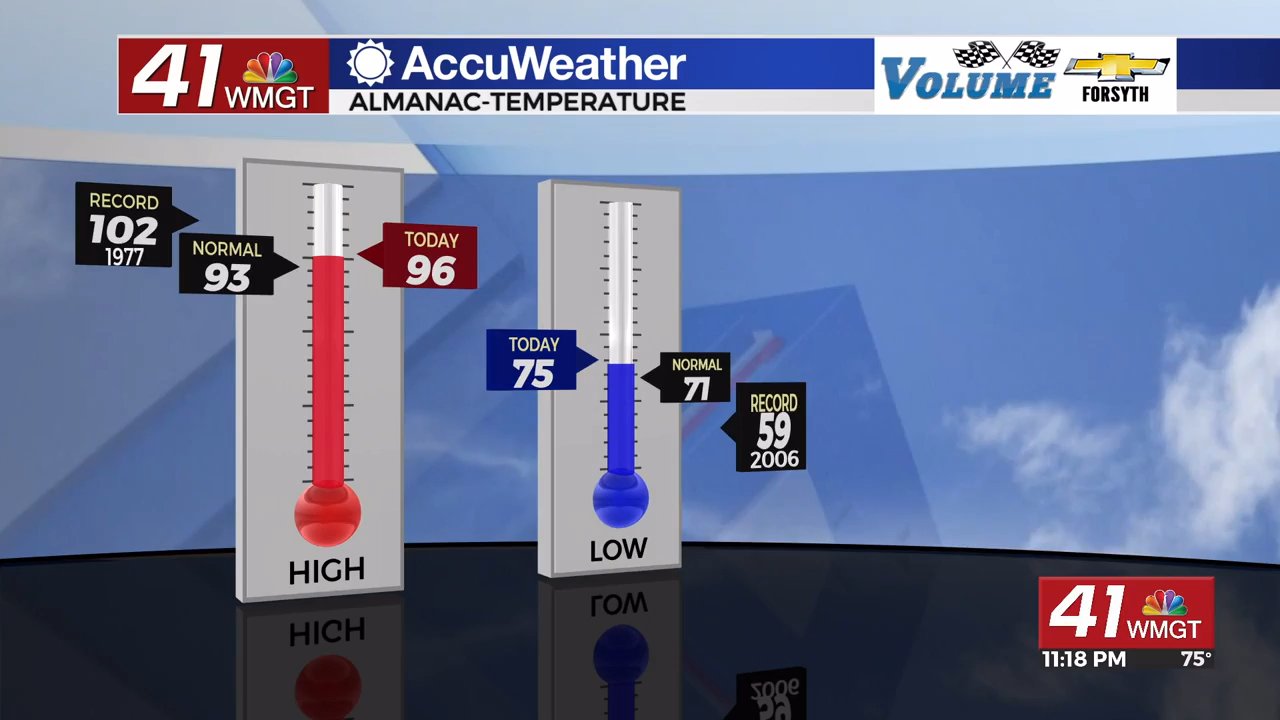 41 WMGT
AccuWeather
ALMANAC-TEMPERATURE
VOLUME
FORSYTH
RECORD
102
1977
NORMAL
93
TODAY
96
HIGH
TODAY
75
NORMAL
71
RECORD
59
2006
LOW
41 WMGT
11:18 PM 75°